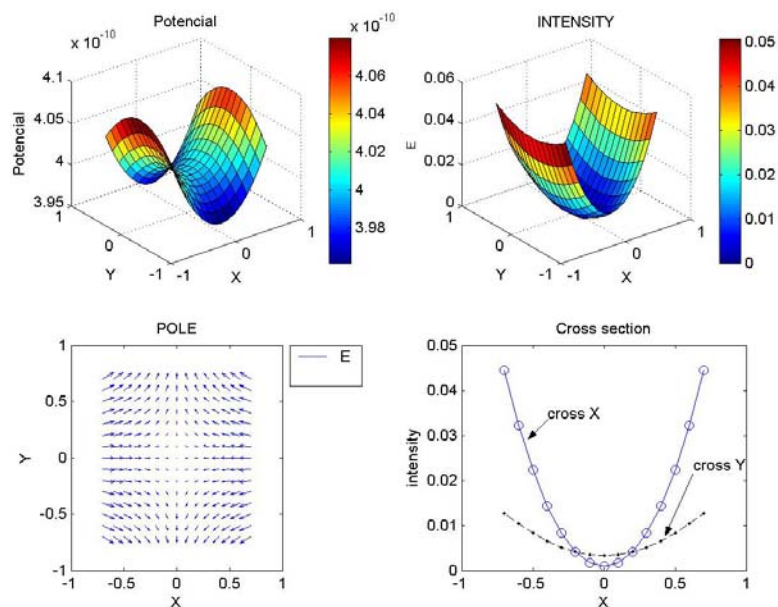 Potencial
x 10^-10
4.1
4.05
4
3.95
Potencial
1
0
-1
Y
-1
0
1
X
x 10^-10
4.06
4.04
4.02
4
3.98
INTENSITY
0.06
0.04
0.02
0
E
1
0
-1
Y
-1
0
1
X
0.05
0.04
0.03
0.02
0.01
0
POLE
1
0.5
0
-0.5
-1
Y
-1 -0.5 0 0.5 1
X
E
Cross section
0.05
0.04
0.03
0.02
0.01
0
intensity
cross X
cross Y
-1 -0.5 0 0.5 1
X